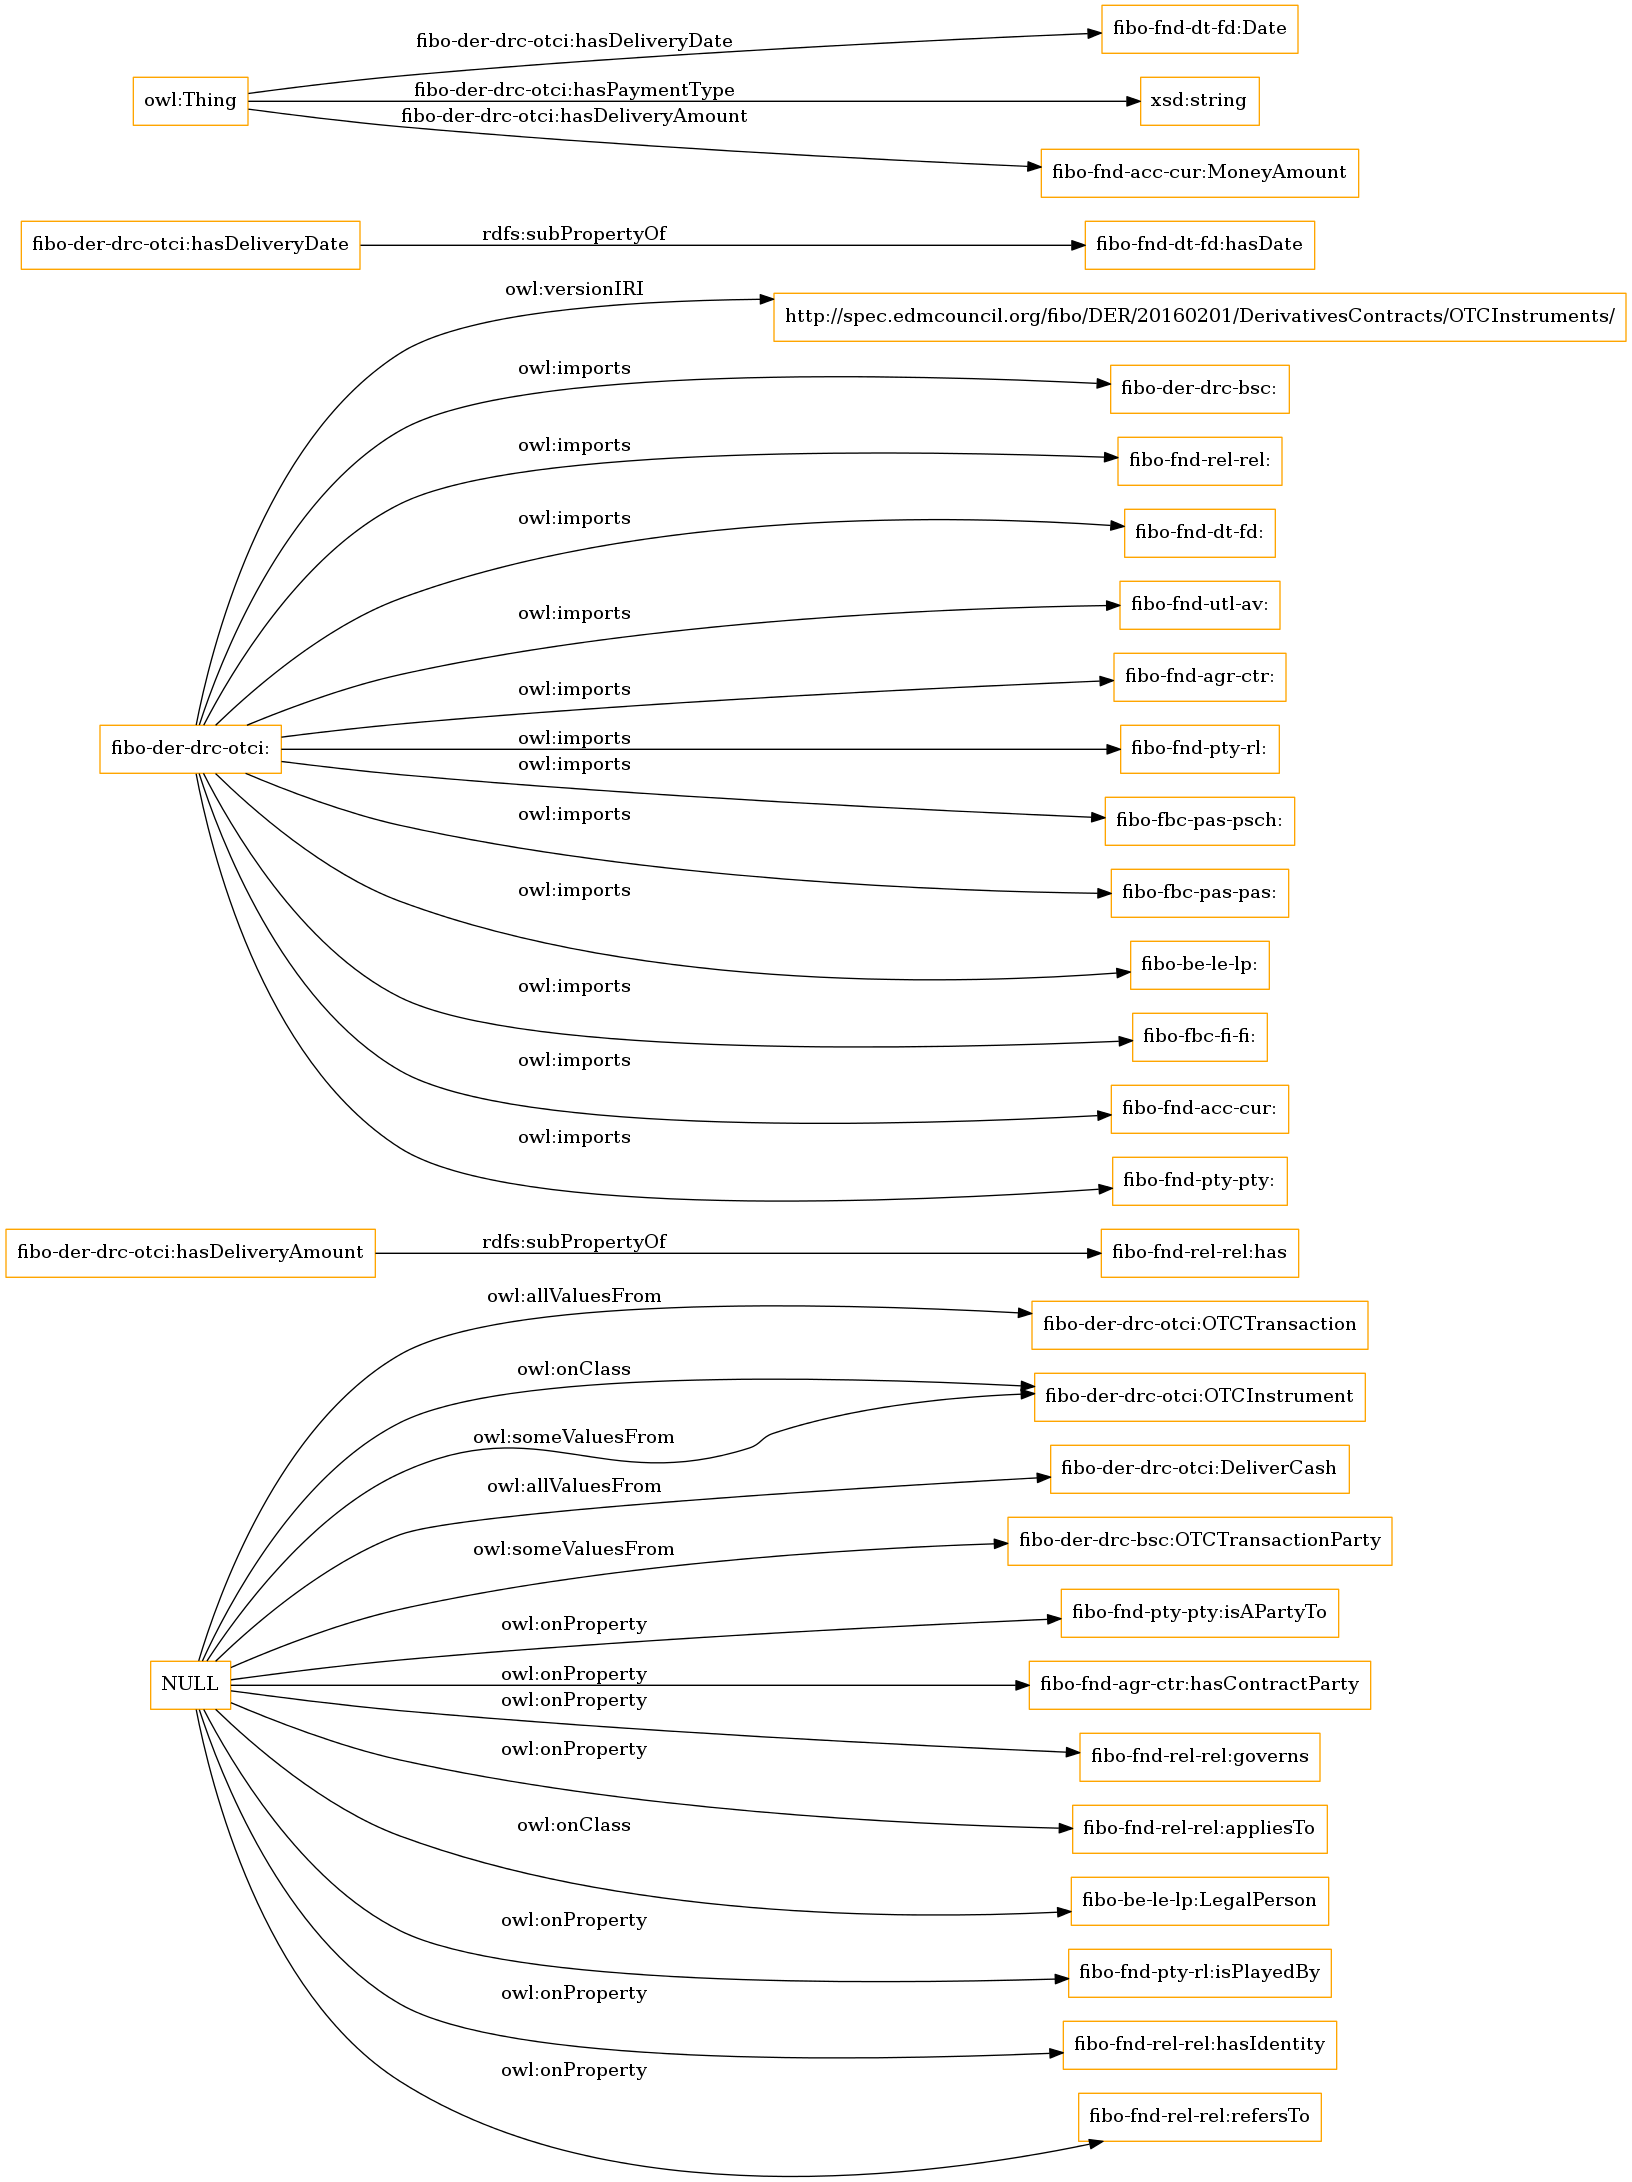 fibo-fnd-dt-fd:Date
fibo-der-drc-otci:hasDeliveryDate
owl:Thing
fibo-der-drc-otci:hasPaymentType
xsd:string
fibo-der-drc-otci:hasDeliveryAmount
fibo-fnd-acc-cur:MoneyAmount
fibo-der-drc-otci:hasDeliveryDate
rdfs:subPropertyOf
fibo-fnd-dt-fd:hasDate
owl:versionIRI
http://spec.edmcouncil.org/fibo/DER/20160201/DerivativesContracts/OTCInstruments/
owl:imports
fibo-der-drc-bsc:
owl:imports
fibo-fnd-rel-rel:
owl:imports
fibo-fnd-dt-fd:
owl:imports
fibo-fnd-utl-av:
owl:imports
fibo-fnd-agr-ctr:
fibo-der-drc-otci:
owl:imports
fibo-fnd-pty-rl:
owl:imports
fibo-fbc-pas-psch:
owl:imports
fibo-fbc-pas-pas:
owl:imports
fibo-be-le-lp:
owl:imports
fibo-fbc-fi-fi:
owl:imports
fibo-fnd-acc-cur:
owl:imports
fibo-fnd-pty-pty:
fibo-der-drc-otci:hasDeliveryAmount
rdfs:subPropertyOf
fibo-fnd-rel-rel:has
owl:allValuesFrom
fibo-der-drc-otci:OTCTransaction
owl:onClass
fibo-der-drc-otci:OTCInstrument
owl:someValuesFrom
owl:allValuesFrom
fibo-der-drc-otci:DeliverCash
owl:someValuesFrom
fibo-der-drc-bsc:OTCTransactionParty
owl:onProperty
fibo-fnd-pty-pty:isAPartyTo
NULL
owl:onProperty
fibo-fnd-agr-ctr:hasContractParty
owl:onProperty
fibo-fnd-rel-rel:governs
owl:onProperty
fibo-fnd-rel-rel:appliesTo
owl:onClass
fibo-be-le-lp:LegalPerson
owl:onProperty
fibo-fnd-pty-rl:isPlayedBy
owl:onProperty
fibo-fnd-rel-rel:hasIdentity
owl:onProperty
fibo-fnd-rel-rel:refersTo